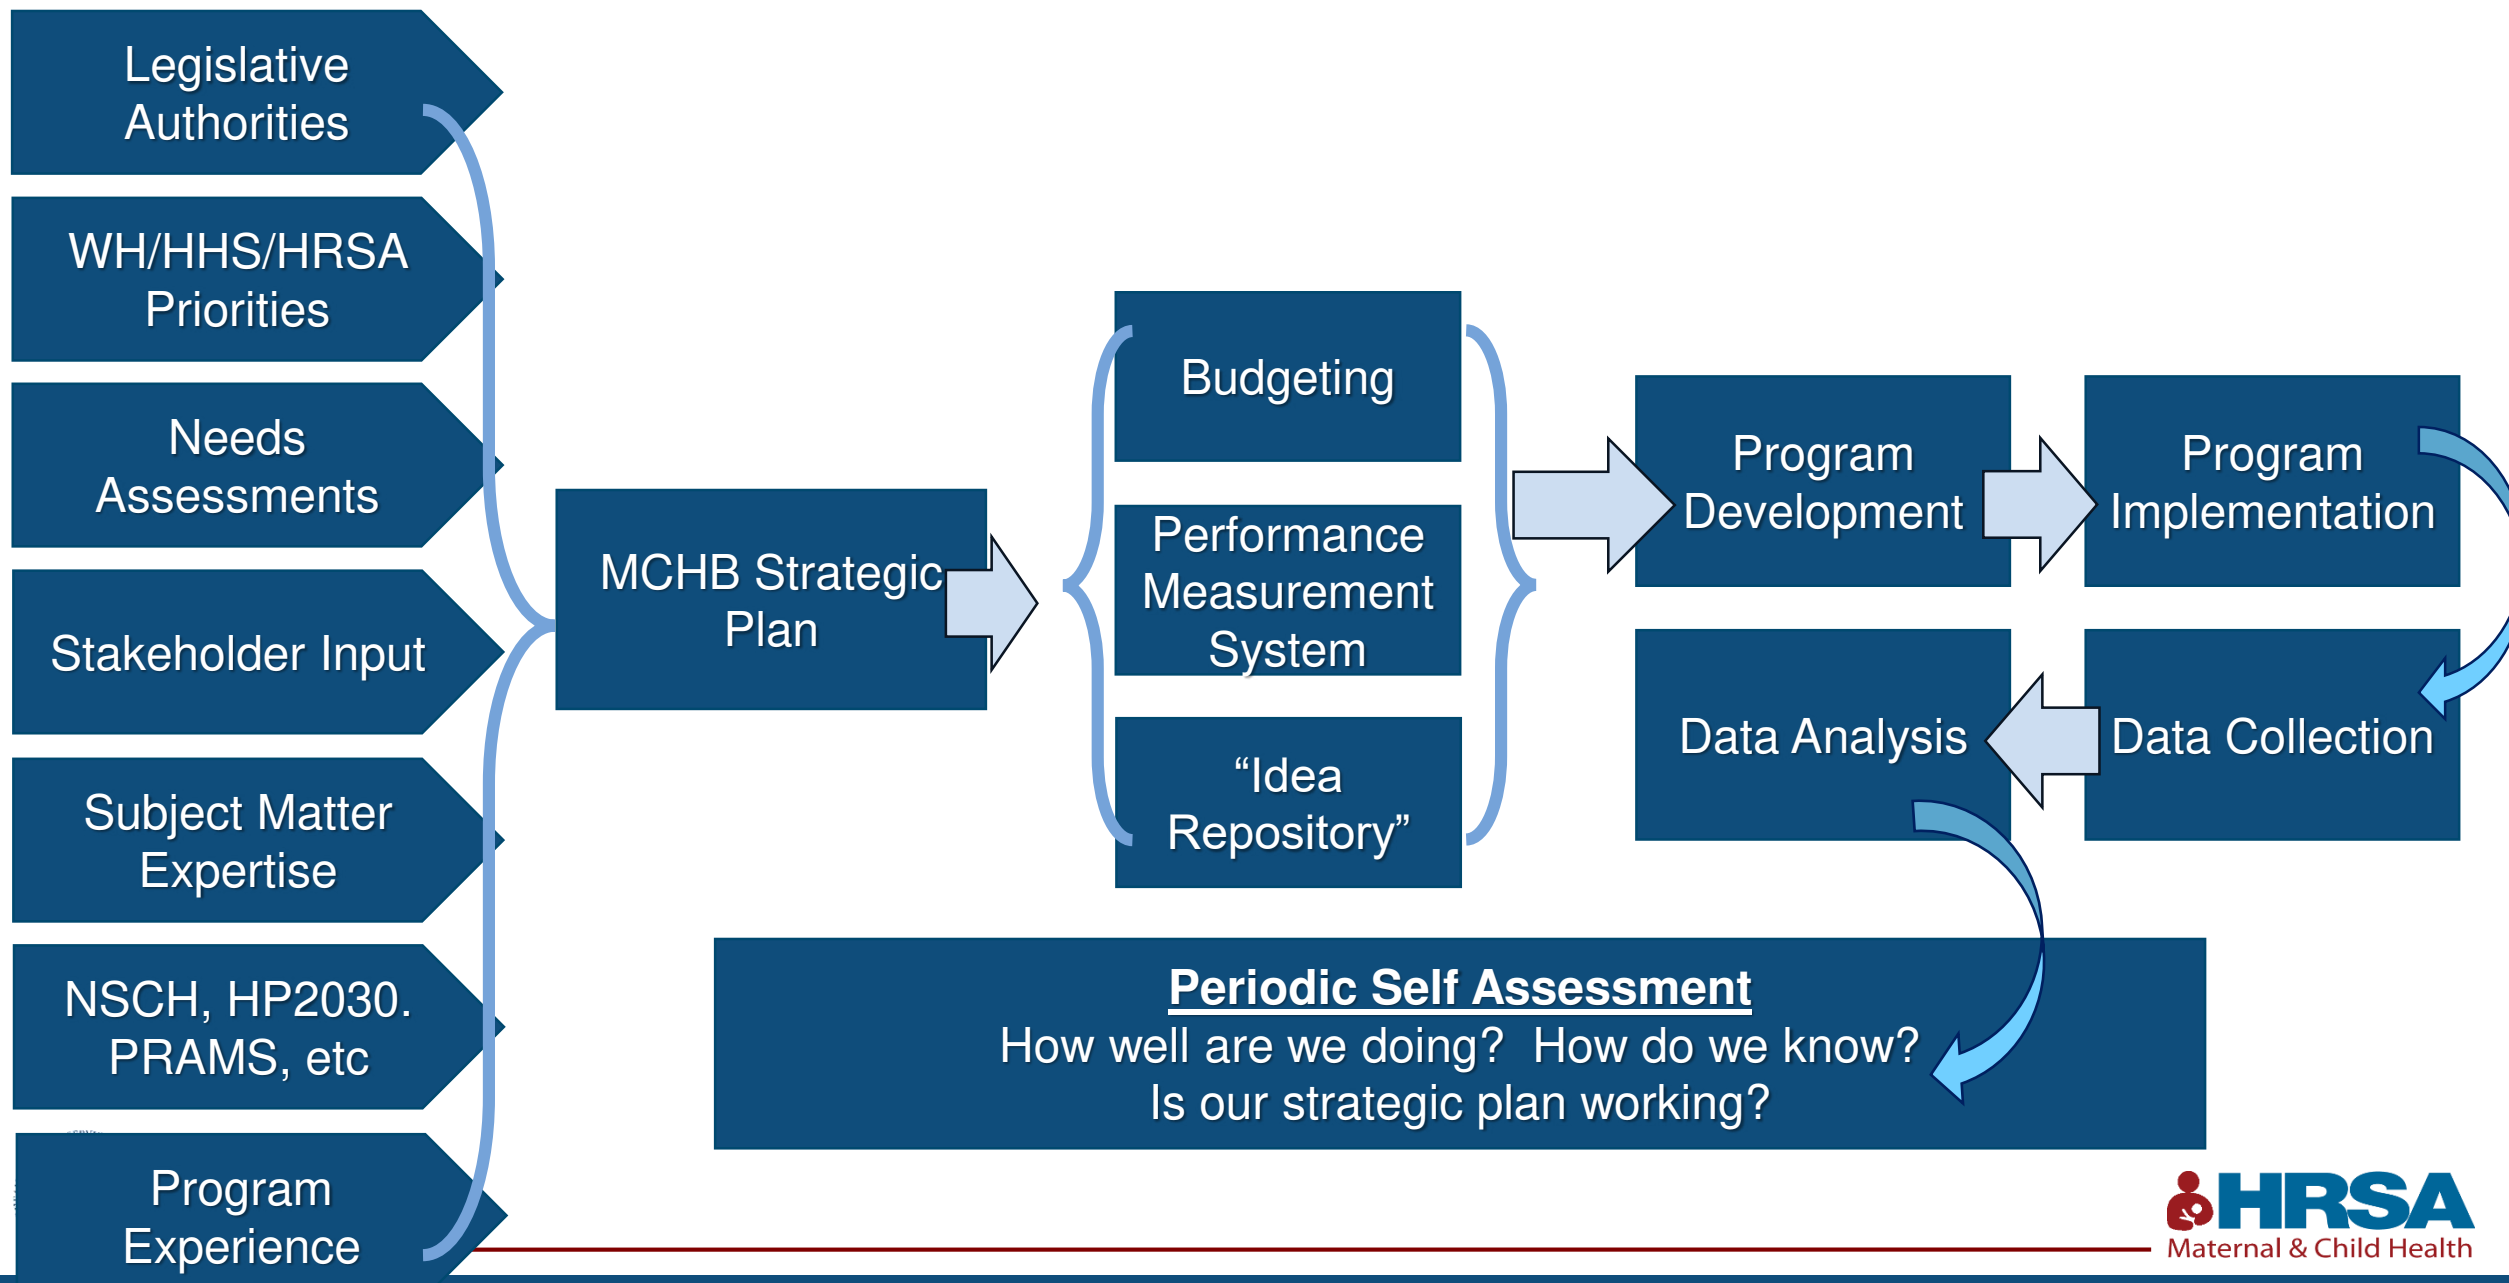 Legislative
Authorities
WH/HHS/HRSA
Priorities
Needs
Assessments
Stakeholder Input
Subject Matter
Expertise
NSCH, HP2030.
PRAMS, etc
Program
Experience
MCHB Strategic
Plan
Budgeting
Performance
Measurement
System
“Idea
Repository”
Program
Development
Program
Implementation
Data Analysis
Data Collection
Periodic Self Assessment
How well are we doing?  How do we know?
Is our strategic plan working?
HRSA
Maternal & Child Health